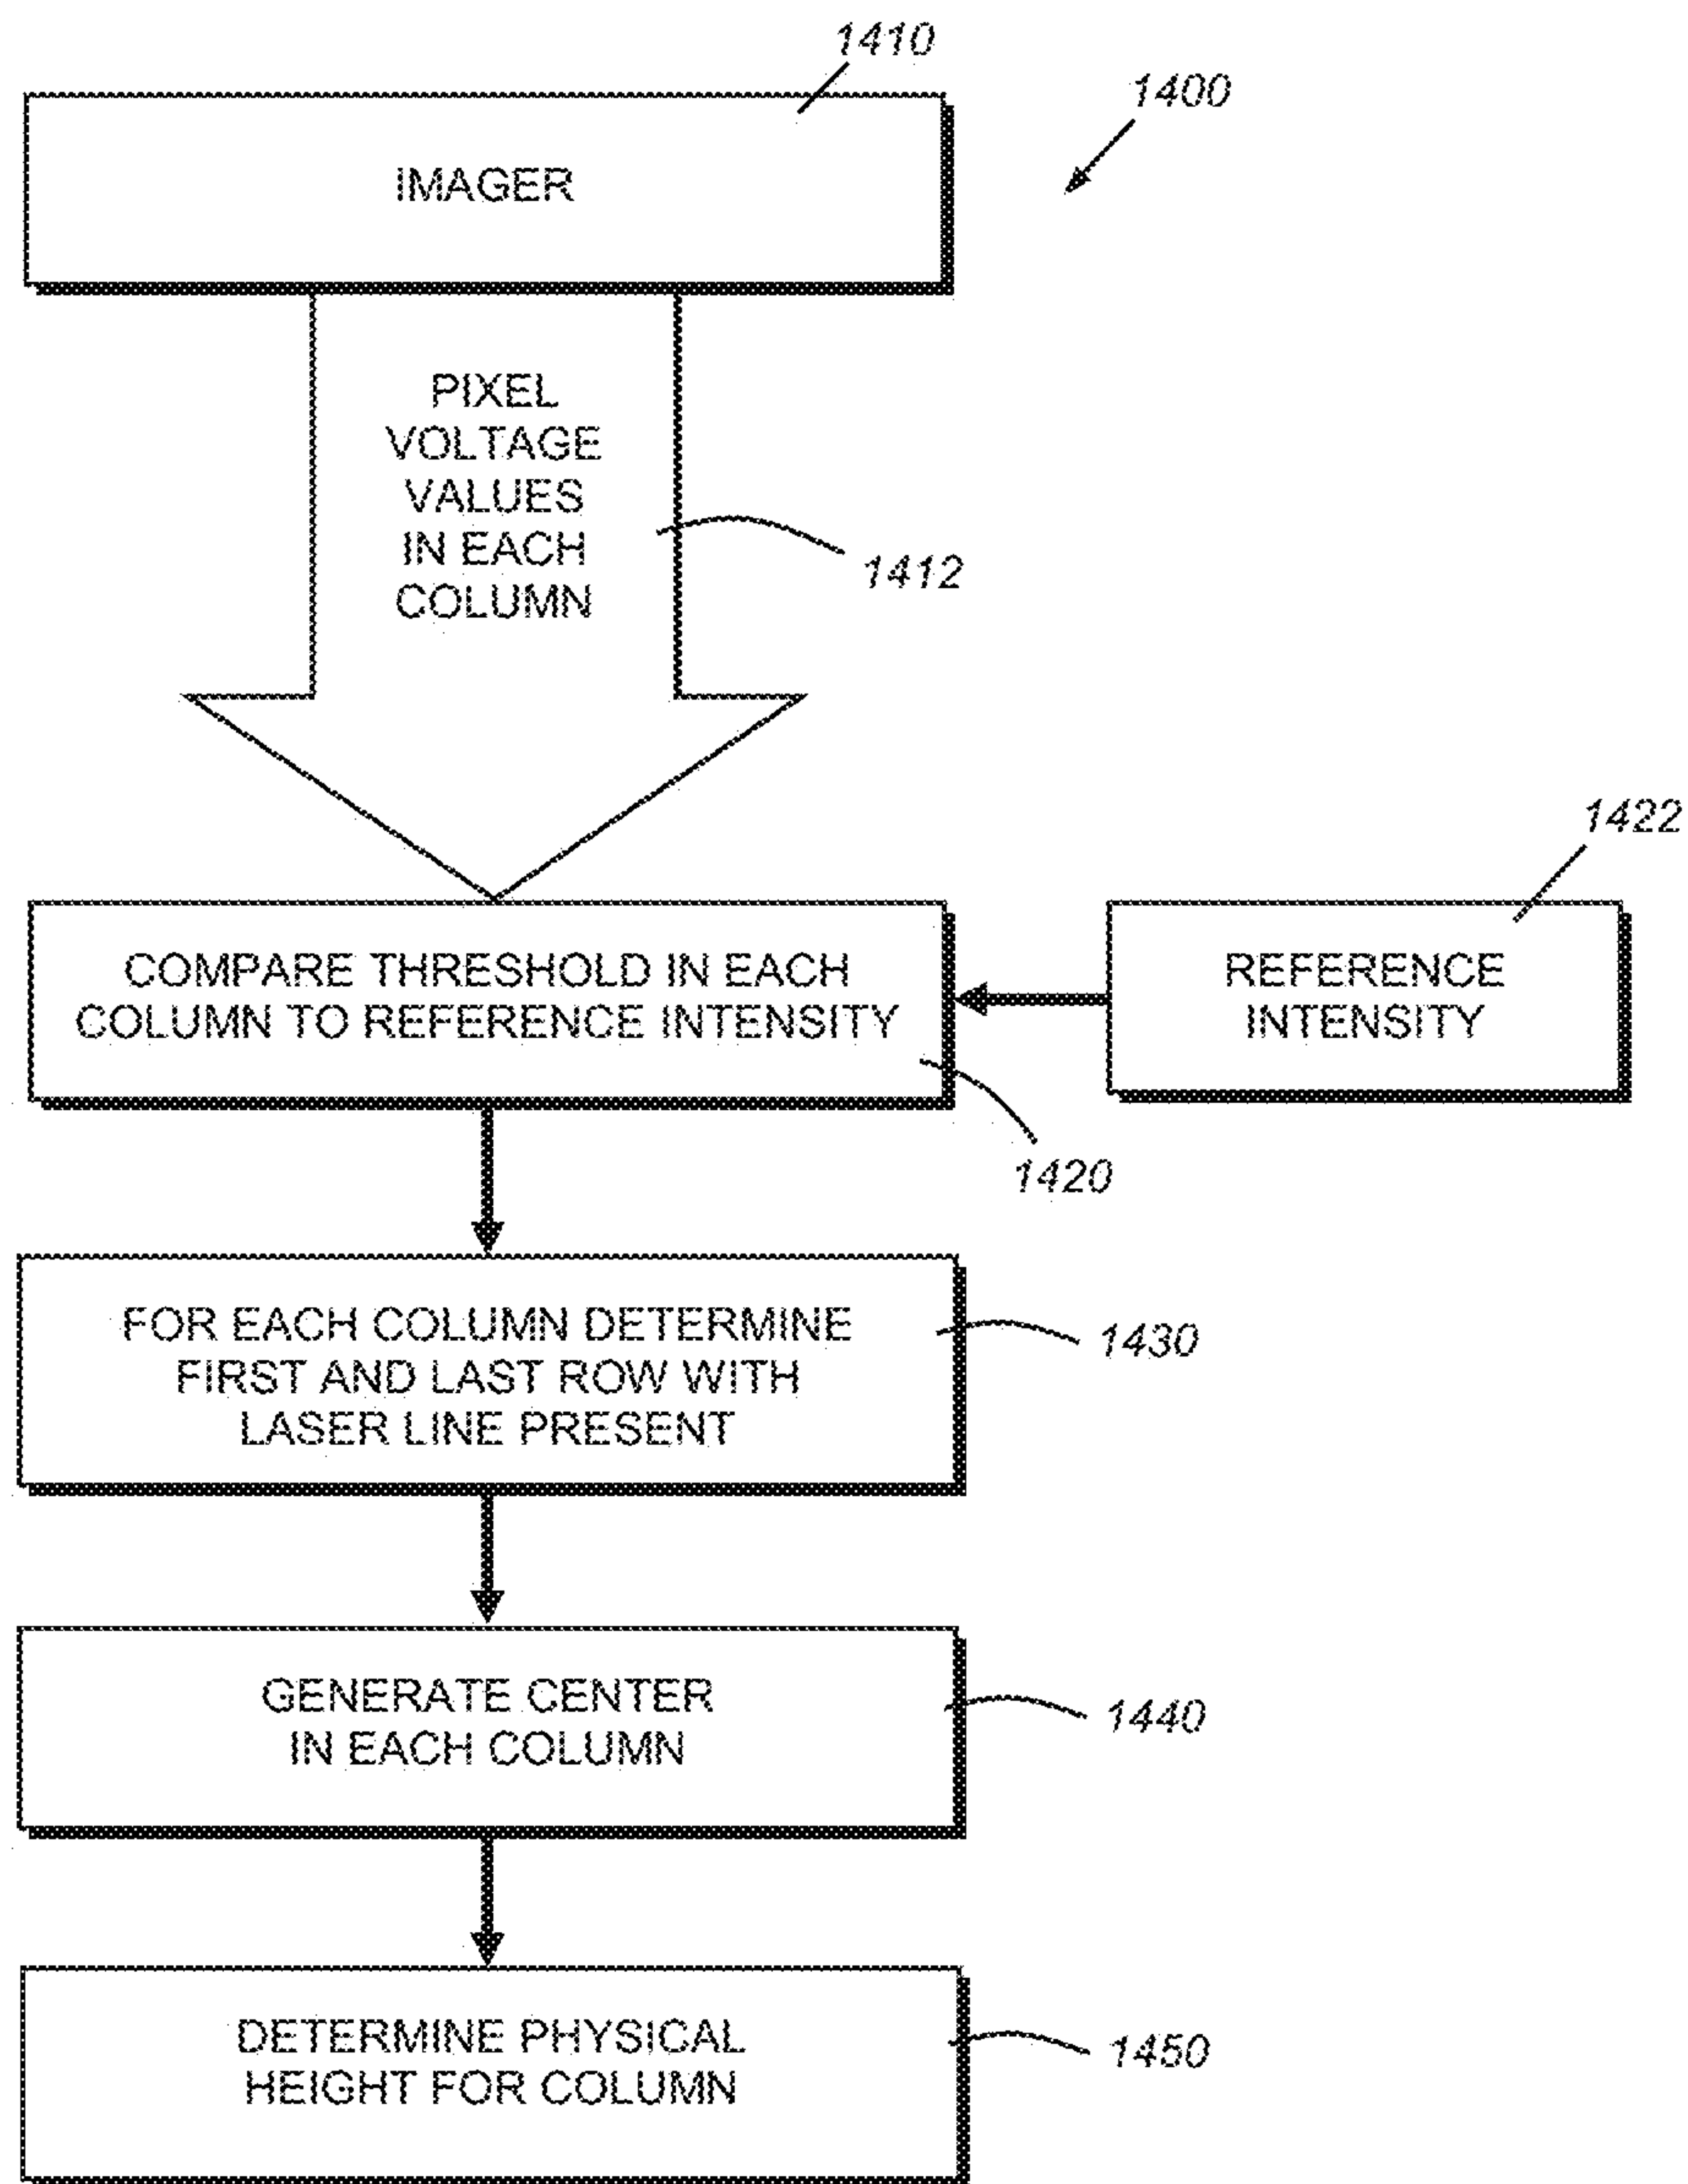 1410
1400
IMAGER
PIXEL
VOLTAGE
VALUES
IN EACH
COLUMN
1412
1422
COMPARE THRESHOLD IN EACH
COLUMN TO REFERENCE INTENSITY
REFERENCE
INTENSITY
1420
FOR EACH COLUMN DETERMINE
FIRST AND LAST ROW WITH
LASER LINE PRESENT
1430
GENERATE CENTER
IN EACH COLUMN
1440
DETERMINE PHYSICAL
HEIGHT FOR COLUMN
1450